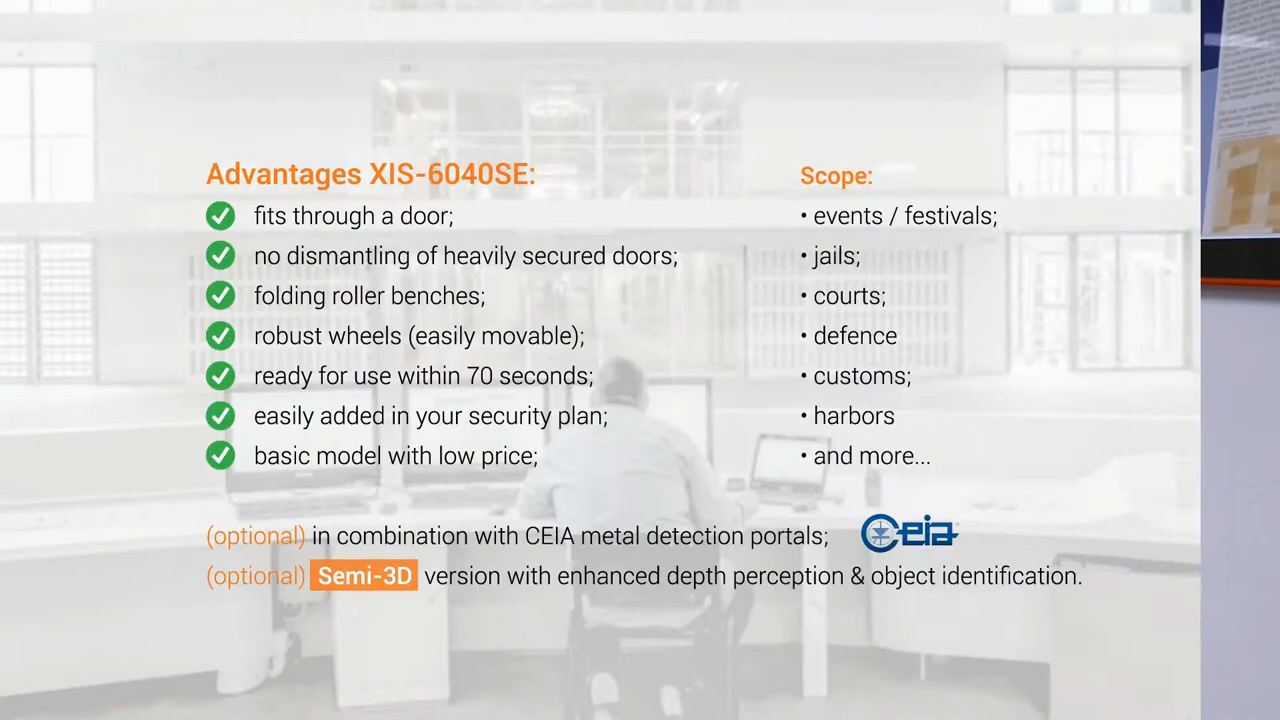 Advantages XIS-6040SE:
fits through a door;
no dismantling of heavily secured doors;
folding roller benches;
robust wheels (easily movable);
ready for use within 70 seconds;
easily added in your security plan;
basic model with low price;
Scope:
• events / festivals;
• jails;
• courts;
• defence
• customs;
• harbors
• and more...
(optional) in combination with CEIA metal detection portals;
Ceia
(optional) Semi-3D version with enhanced depth perception & object identification.